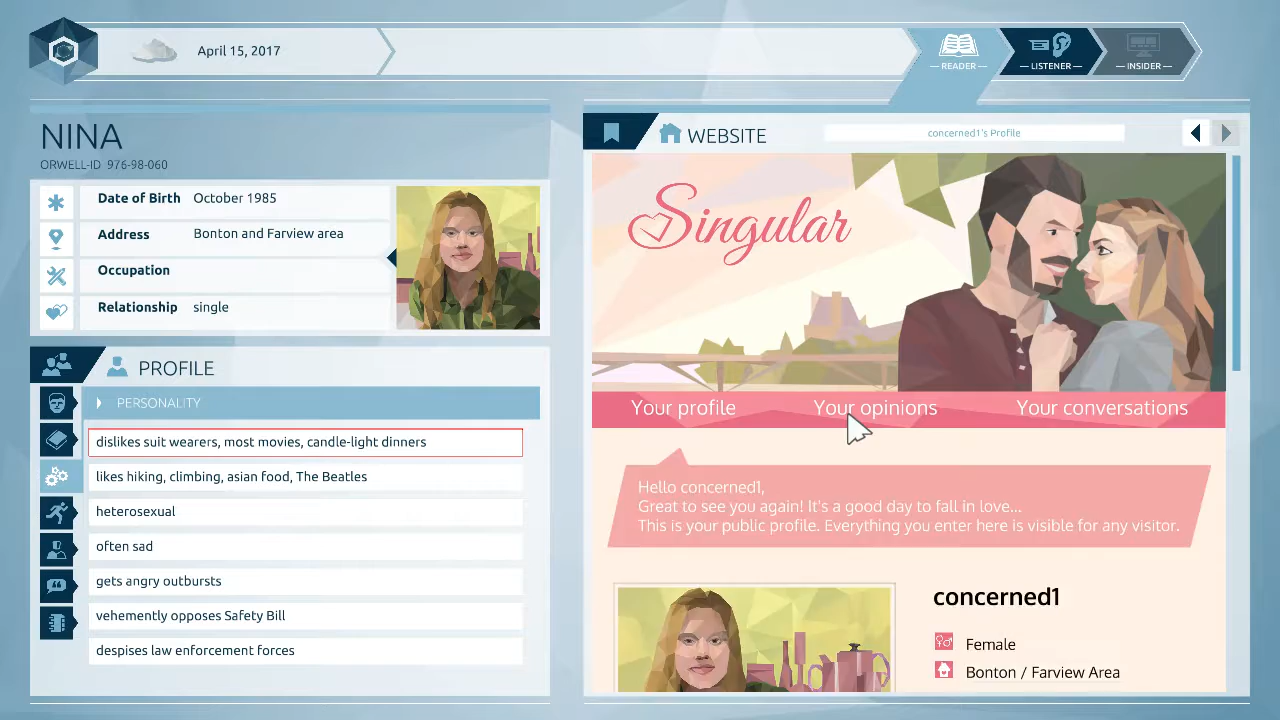 April 15, 2017
— READER —
— LISTENER —
— INSIDER —
NINA
ORWELL-ID 976-98-060
Date of Birth October 1985
Address Bonton and Farview area
Occupation
Relationship single
PROFILE
PERSONALITY
dislikes suit wearers, most movies, candle-light dinners
likes hiking, climbing, asian food, The Beatles
heterosexual
often sad
gets angry outbursts
vehemently opposes Safety Bill
despises law enforcement forces
WEBSITE
concerned1's Profile
Singular
Your profile
Your opinions
Your conversations
Hello concerned1,
Great to see you again! It's a good day to fall in love...
This is your public profile. Everything you enter here is visible for any visitor.
concerned1
Female
Bonton / Farview Area